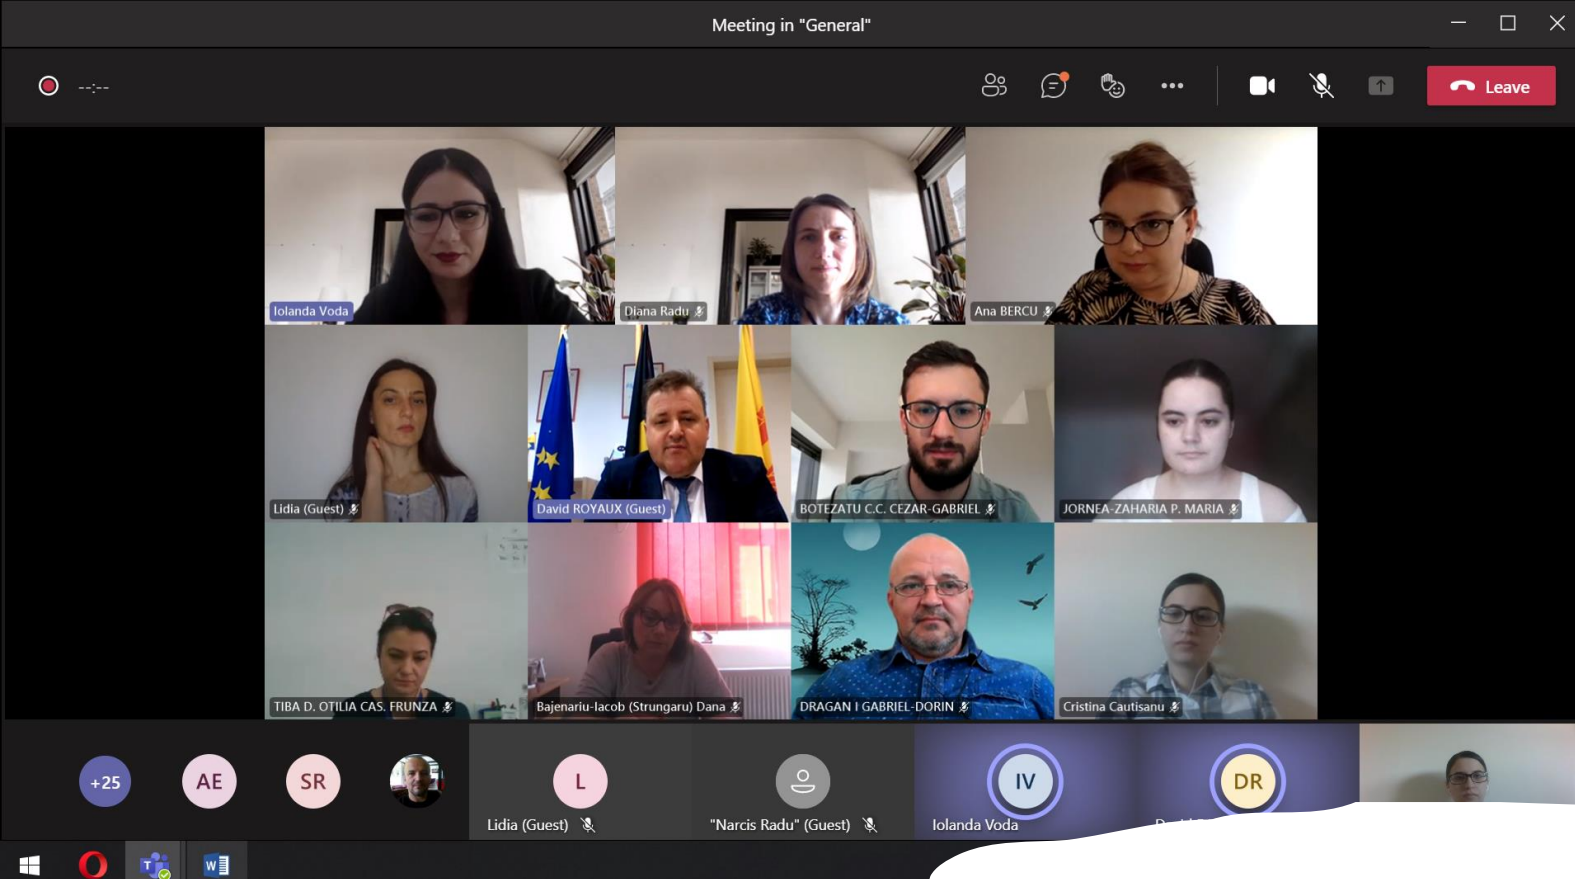 Meeting in "General"
--:--
Leave
Iolanda Voda
Diana Radu
Ana BERCU
Lidia (Guest)
David ROYAUX (Guest)
BOTEZATU C.C. CEZAR-GABRIEL
JORNEA-ZAHARIA P. MARIA
TIBA D. OTILIA CAS. FRUNZA
Bajenariu-Iacob (Strungaru) Dana
DRAGAN I GABRIEL-DORIN
Cristina Cautisanu
+25
AE
SR
L
IV
DR
Lidia (Guest)
"Narcis Radu" (Guest)
Iolanda Voda
T
W